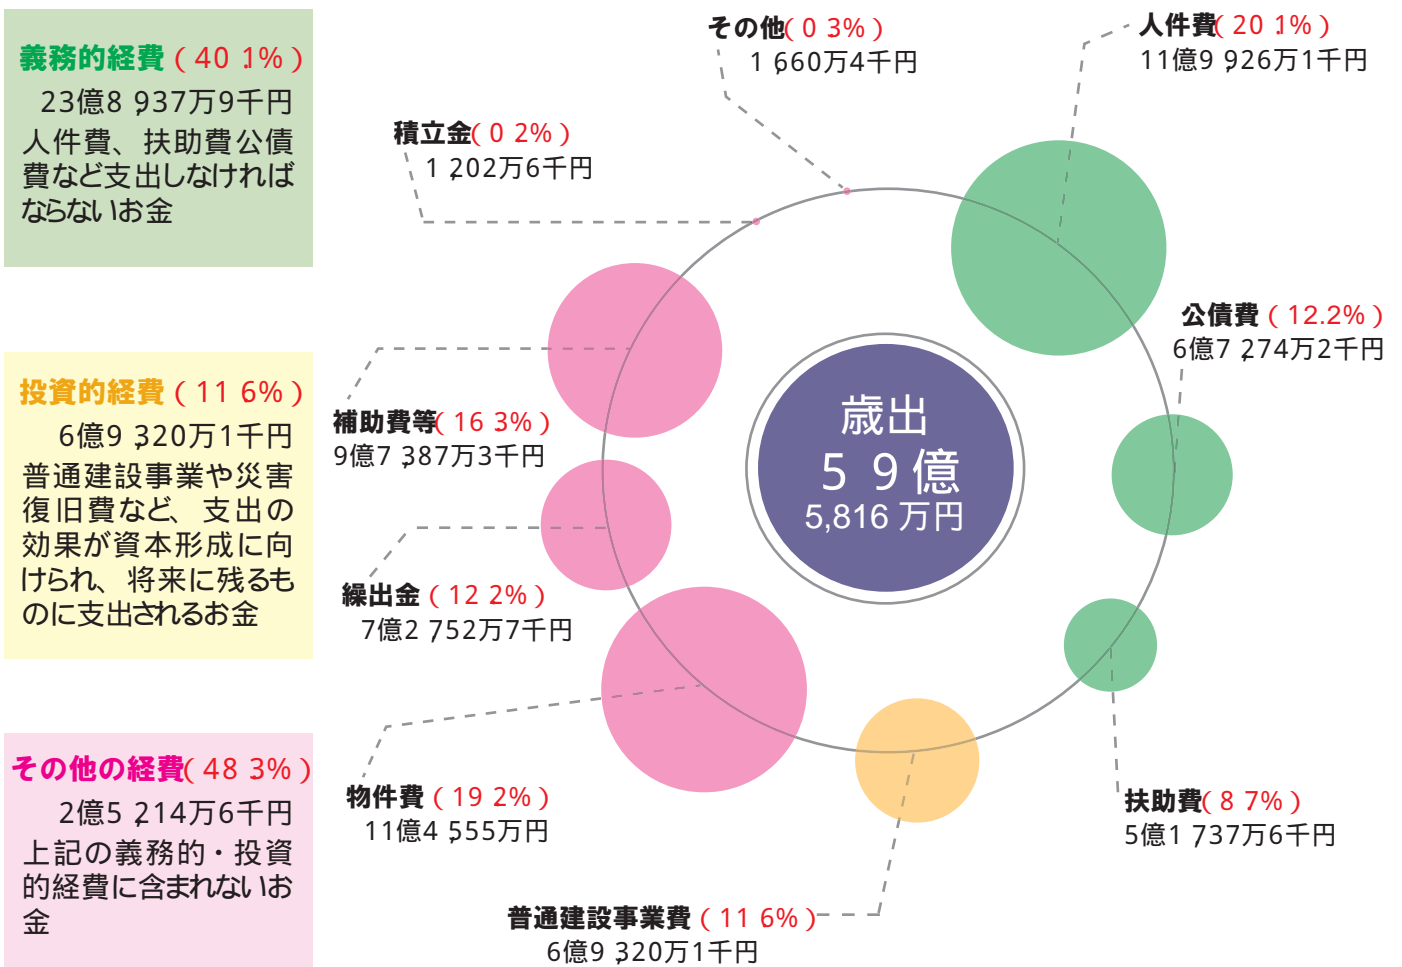 義務的経費(40.1%)
23億8,937万9千円
人件費、扶助費公債
費など支出しなければ
ならないお金
投資的経費(11.6%)
6億9,320万1千円
普通建設事業や災害
復旧費など、支出の
効果が資本形成に向
けられ、将来に残るも
のに支出されるお金
その他の経費(48.3%)
2億5,214万6千円
上記の義務的・投資
的経費に含まれないお
金
その他(0.3%)
1,660万4千円
人件費(20.1%)
11億9,926万1千円
積立金(0.2%)
1,202万6千円
公債費(12.2%)
6億7,274万2千円
補助費等(16.3%)
9億7,387万3千円
歳出
59億
5,816万円
繰出金(12.2%)
7億2,752万7千円
物件費(19.2%)
11億4,555万円
扶助費(8.7%)
5億1,737万6千円
普通建設事業費(11.6%)
6億9,320万1千円